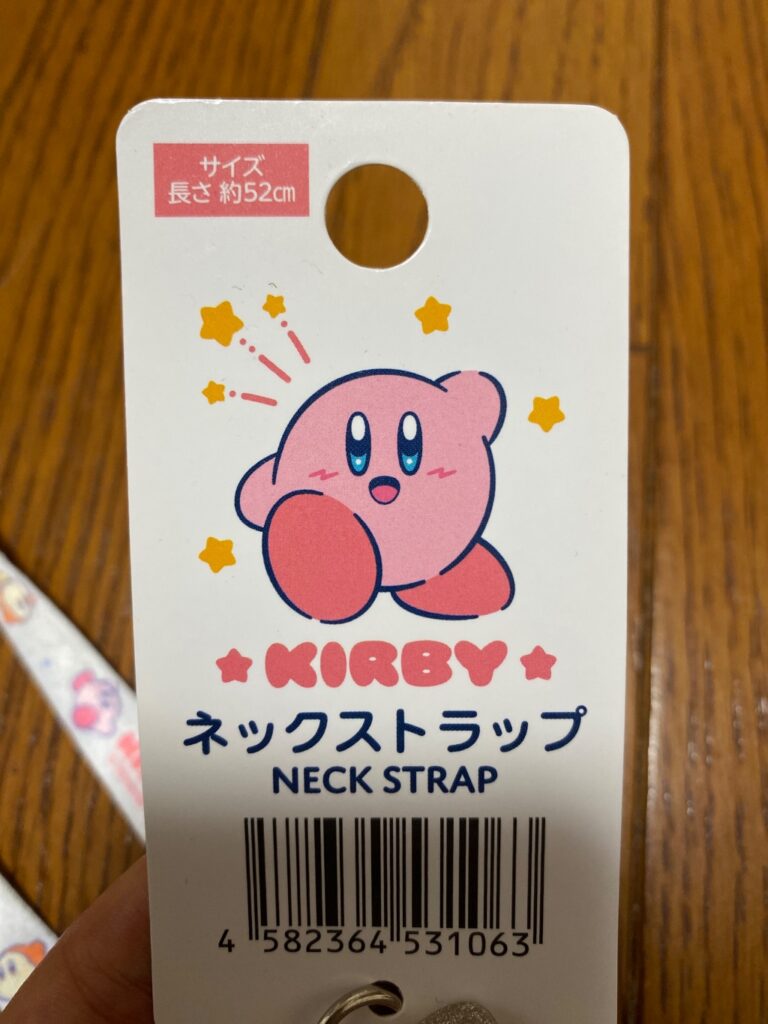 サイズ
長さ 約52㎝
KIRBY
ネックストラップ
NECK STRAP
4 582364 531063